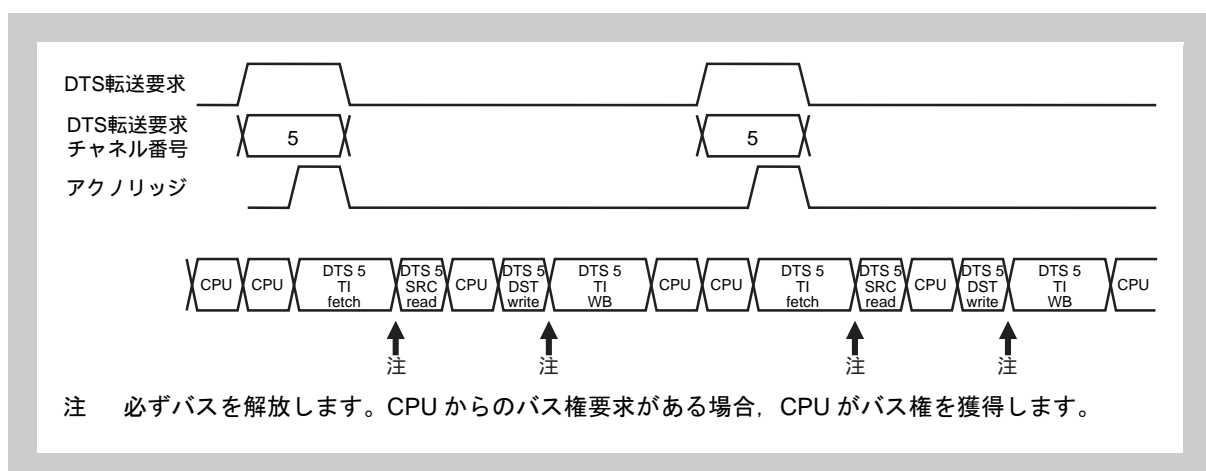 DTS転送要求
DTS転送要求
チャネル番号
5
5
アクノリッジ
CPU
CPU
DTS 5
TI
fetch
DTS 5
SRC
read
CPU
DTS 5
DST
write
DTS 5
TI
WB
CPU
CPU
DTS 5
TI
fetch
DTS 5
SRC
read
CPU
DTS 5
DST
write
DTS 5
TI
WB
CPU
注
注
注
注
注 必ずバスを解放します。CPU からのバス権要求がある場合，CPU がバス権を獲得します。